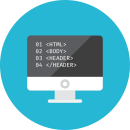 01 <HTML>
02 <BODY>
03 <HEADER>
04 </HEADER>